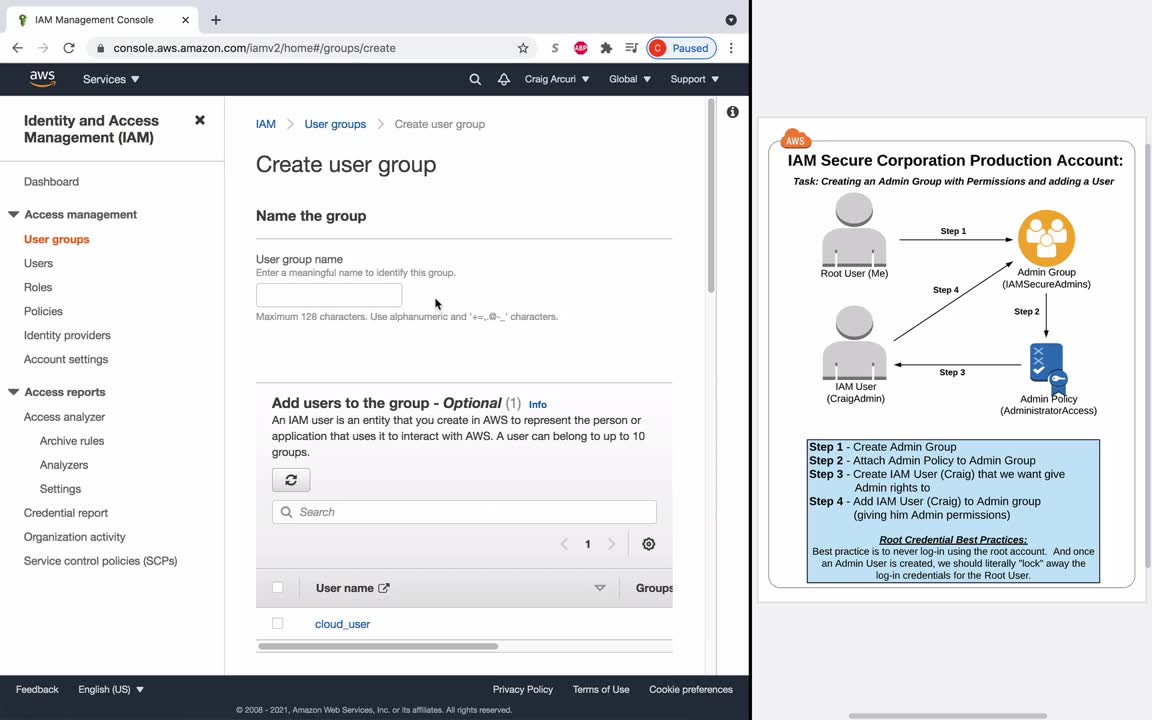 IAM Management Console
console.aws.amazon.com/iamv2/home#/groups/create
S
ABP
C
Paused
aws
Services
Craig Arcuri
Global
Support
Identity and Access
Management (IAM)
Dashboard
Access management
User groups
Users
Roles
Policies
Identity providers
Account settings
Access reports
Access analyzer
Archive rules
Analyzers
Settings
Credential report
Organization activity
Service control policies (SCPs)
IAM
User groups
Create user group
Create user group
Name the group
User group name
Enter a meaningful name to identify this group.
Maximum 128 characters. Use alphanumeric and '+=,.@-_' characters.
Add users to the group - Optional (1) Info
An IAM user is an entity that you create in AWS to represent the person or
application that uses it to interact with AWS. A user can belong to up to 10
groups.
Search
1
User name
Groups
cloud_user
Feedback
English (US)
Privacy Policy
Terms of Use
Cookie preferences
© 2008 - 2021, Amazon Web Services, Inc. or its affiliates. All rights reserved.
AWS
IAM Secure Corporation Production Account:
Task: Creating an Admin Group with Permissions and adding a User
Step 1
Root User (Me)
Admin Group
(IAMSecureAdmins)
Step 4
Step 2
Step 3
IAM User
(CraigAdmin)
Admin Policy
(AdministratorAccess)
Step 1 - Create Admin Group
Step 2 - Attach Admin Policy to Admin Group
Step 3 - Create IAM User (Craig) that we want give
Admin rights to
Step 4 - Add IAM User (Craig) to Admin group
(giving him Admin permissions)
Root Credential Best Practices:
Best practice is to never log-in using the root account. And once
an Admin User is created, we should literally "lock" away the
log-in credentials for the Root User.